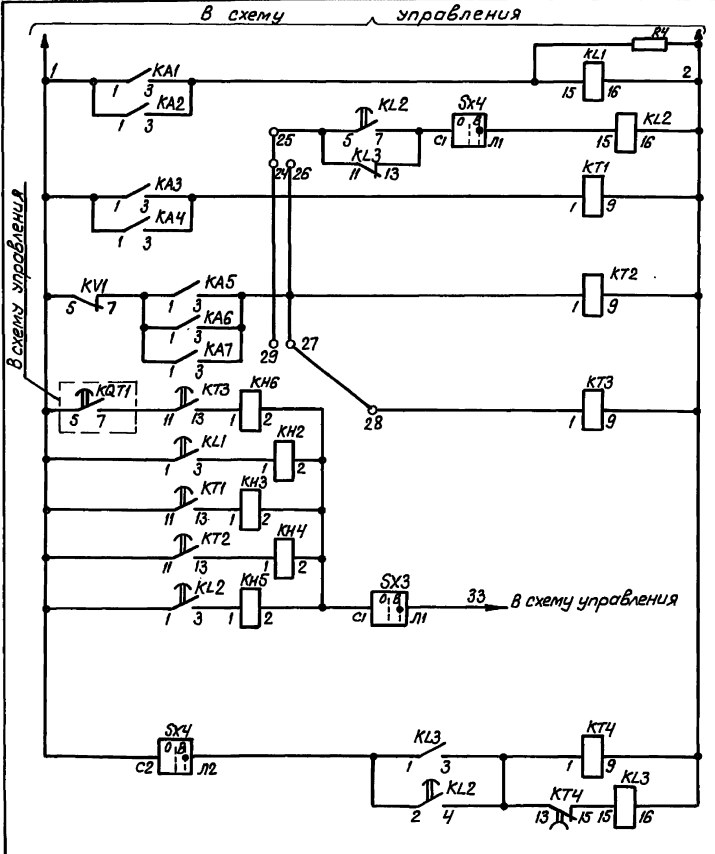 В схему управления
R4
1 KA1 KL1 2
1 3 15 16
KA2
1 3
KL2 SX4 KL2
25 5 7 C1 О В Л1 15 16
KL3
24 26 11 13
KA3 KT1
1 3 1 9
KA4
1 3
В схему управления
KV1 KA5 KT2
5 7 1 3 1 9
KA6
1 3
KA7
1 3 29 27
KQT1 KT3 KH6 KT3
5 7 11 13 1 2 28 1 9
KL1 KH2
1 3 1 2
KT1 KH3
11 13 1 2
KT2 KH4
11 13 1 2
KL2 KH5 SX3 33 В схему управления
1 3 1 2 C1 О В Л1
SX4 KL3 KT4
C2 О В Л2 1 3 1 9
KL2 KT4 KL3
2 4 13 15 15 16